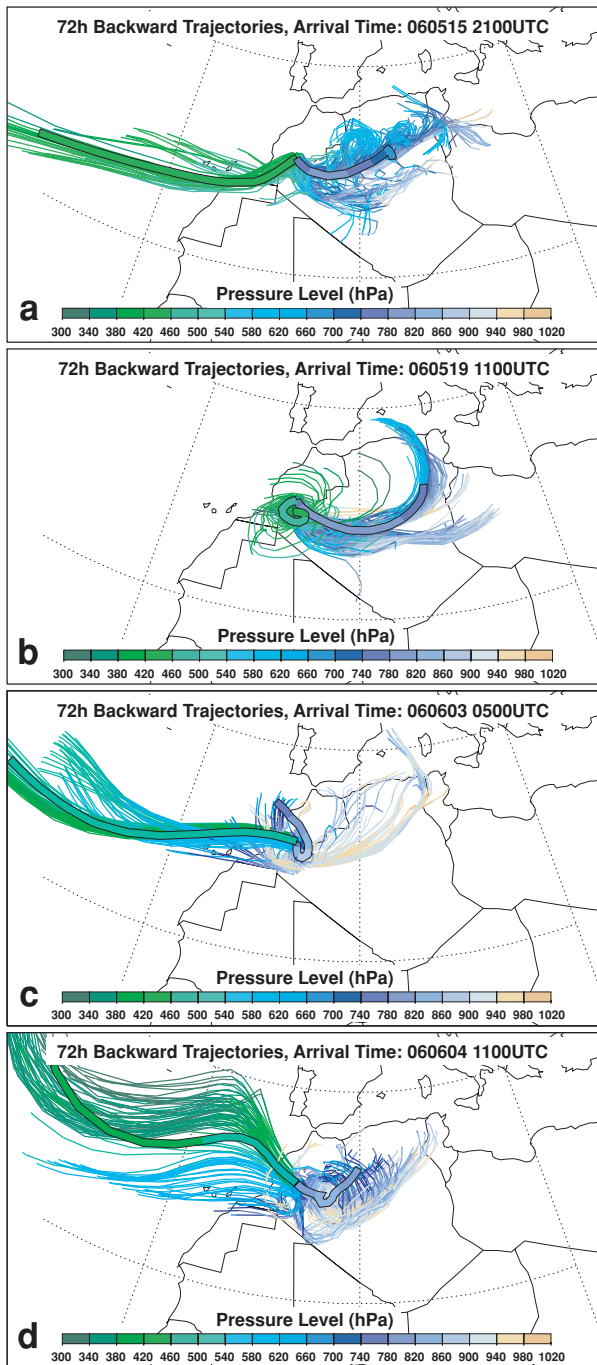 72h Backward Trajectories, Arrival Time: 060515 2100UTC
Pressure Level (hPa)
a
300 340 380 420 460 500 540 580 620 660 700 740 780 820 860 900 940 980 1020
72h Backward Trajectories, Arrival Time: 060519 1100UTC
Pressure Level (hPa)
b
300 340 380 420 460 500 540 580 620 660 700 740 780 820 860 900 940 980 1020
72h Backward Trajectories, Arrival Time: 060603 0500UTC
Pressure Level (hPa)
c
300 340 380 420 460 500 540 580 620 660 700 740 780 820 860 900 940 980 1020
72h Backward Trajectories, Arrival Time: 060604 1100UTC
Pressure Level (hPa)
d
300 340 380 420 460 500 540 580 620 660 700 740 780 820 860 900 940 980 1020